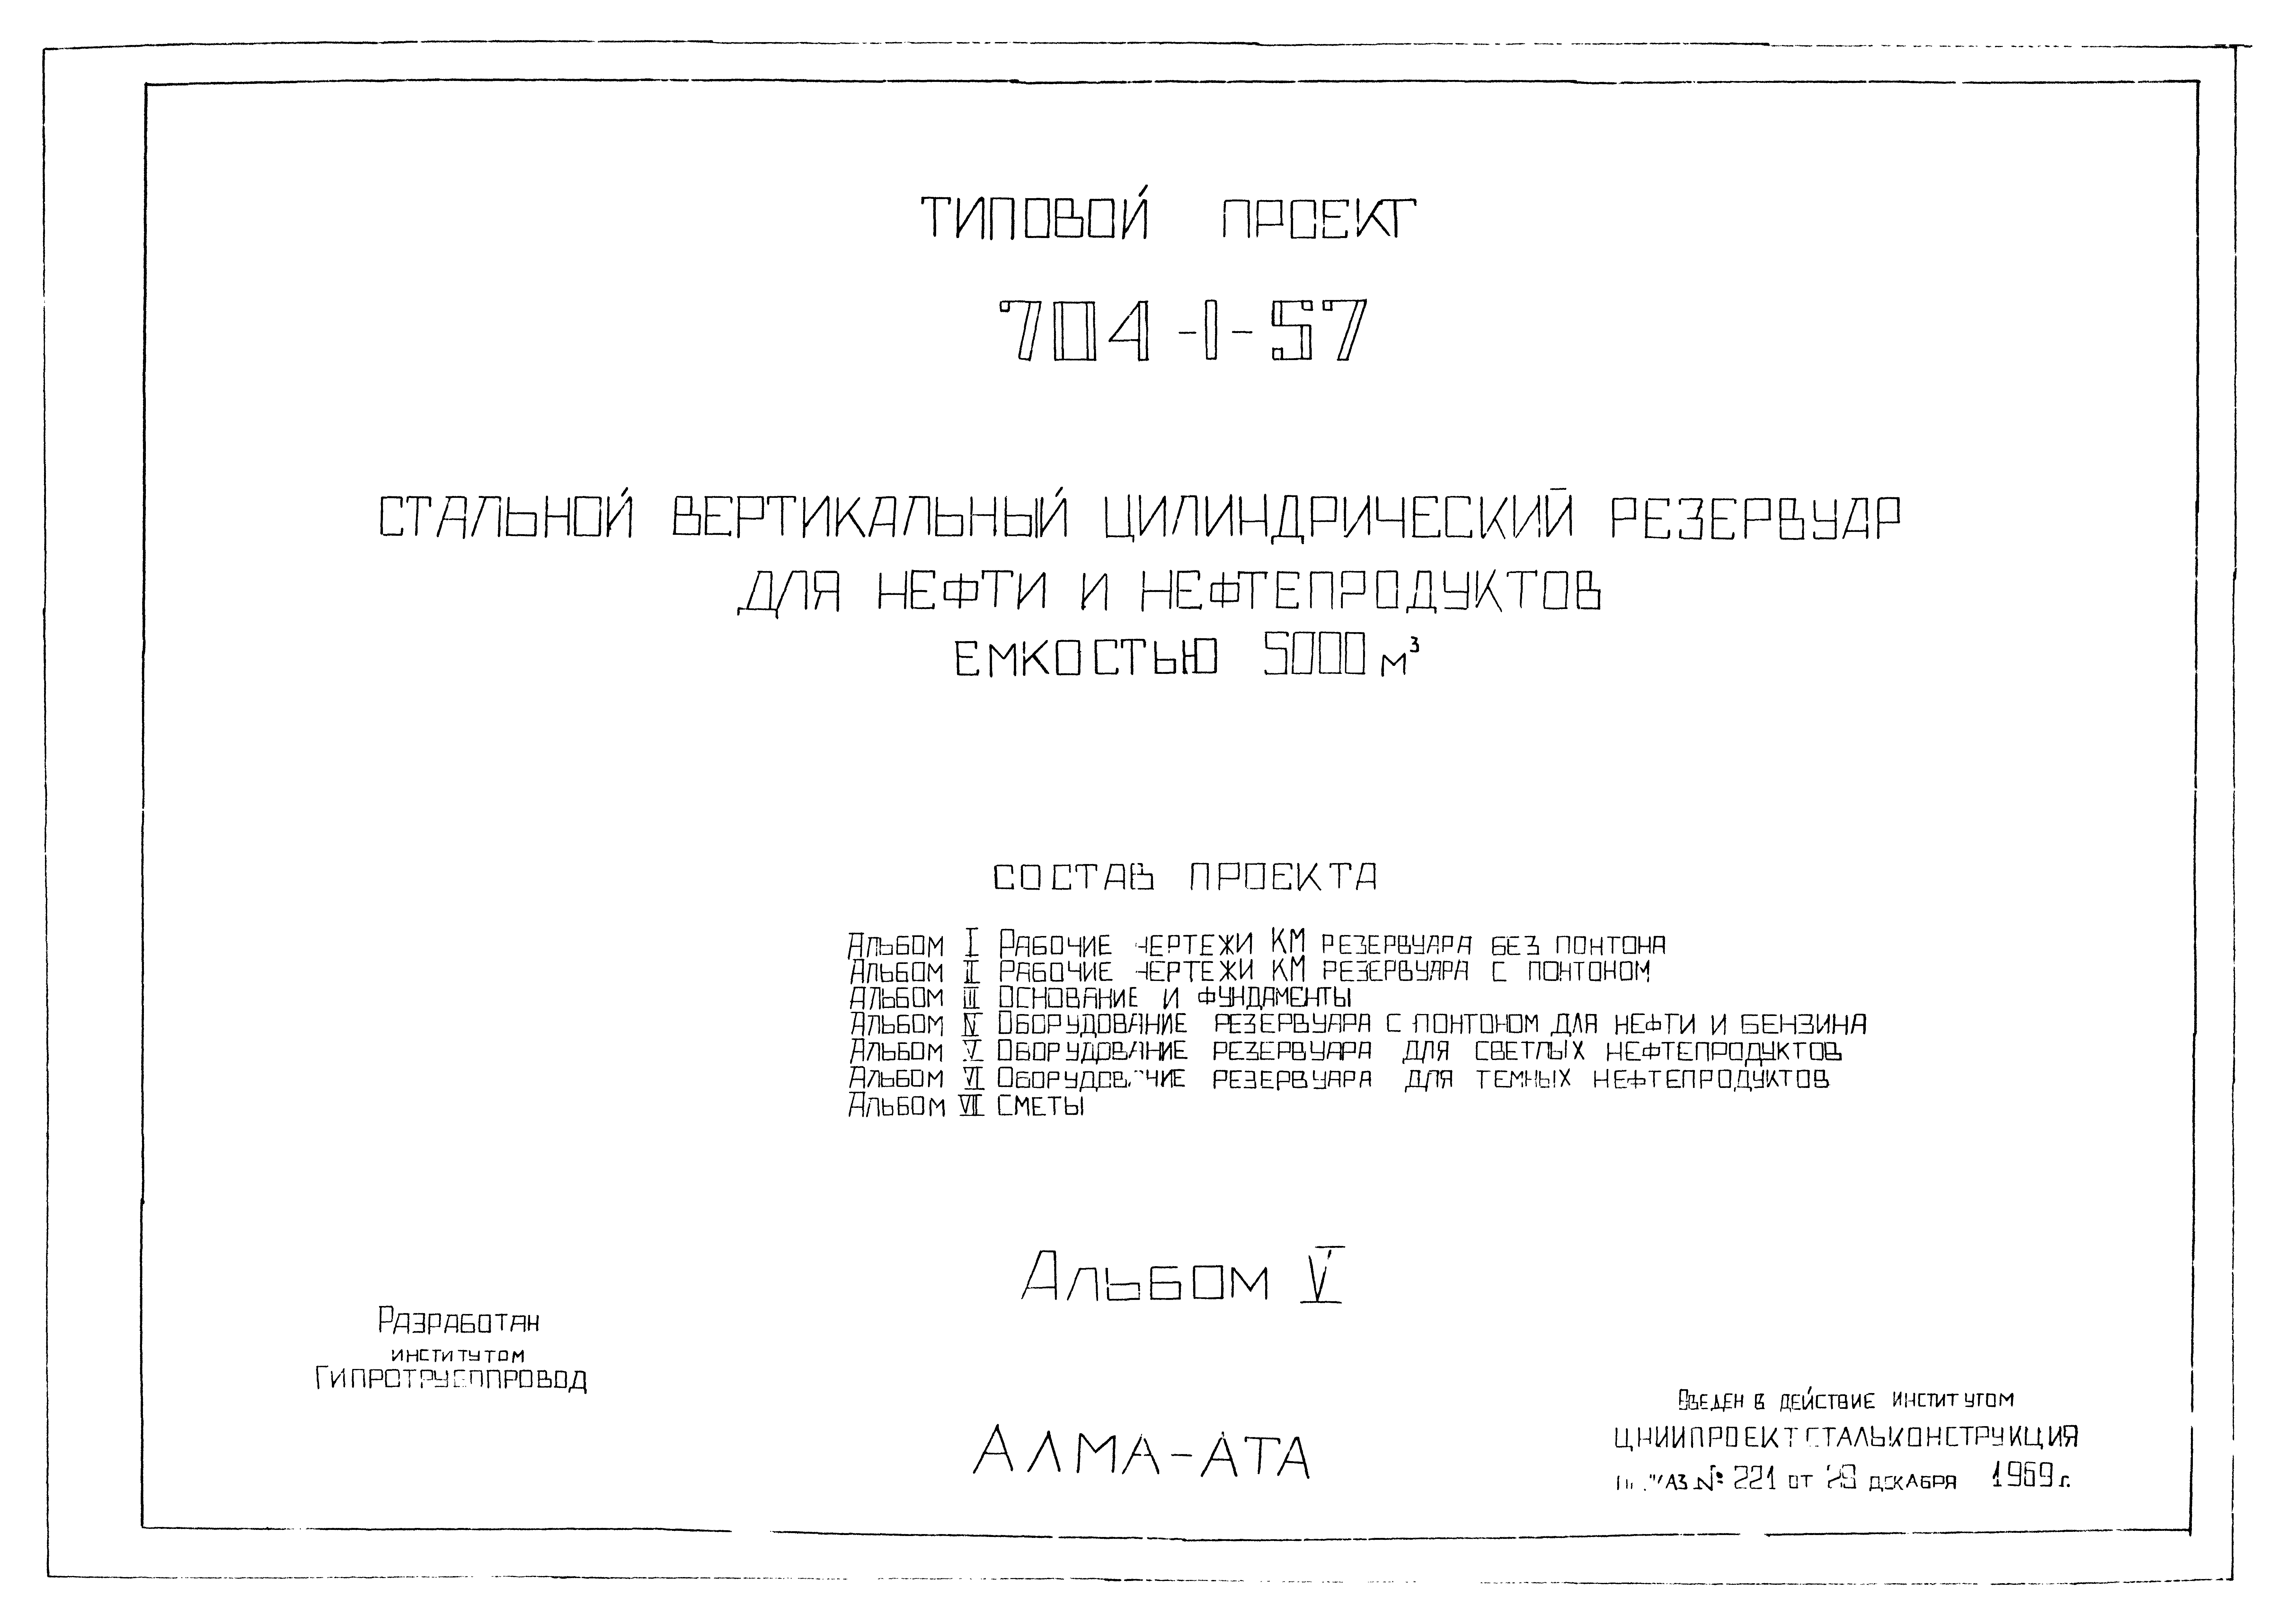 ТИПОВОЙ ПРОЕКТ
704-1-57
СТАЛЬНОЙ ВЕРТИКАЛЬНЫЙ ЦИЛИНДРИЧЕСКИЙ РЕЗЕРВУАР
ДЛЯ НЕФТИ И НЕФТЕПРОДУКТОВ
ЕМКОСТЬЮ 5000 м³
СОСТАВ ПРОЕКТА
АЛЬБОМ I РАБОЧИЕ ЧЕРТЕЖИ КМ РЕЗЕРВУАРА БЕЗ ПОНТОНА
АЛЬБОМ II РАБОЧИЕ ЧЕРТЕЖИ КМ РЕЗЕРВУАРА С ПОНТОНОМ
АЛЬБОМ III ОСНОВАНИЕ И ФУНДАМЕНТЫ
АЛЬБОМ IV ОБОРУДОВАНИЕ РЕЗЕРВУАРА С ПОНТОНОМ ДЛЯ НЕФТИ И БЕНЗИНА
АЛЬБОМ V ОБОРУДОВАНИЕ РЕЗЕРВУАРА ДЛЯ СВЕТЛЫХ НЕФТЕПРОДУКТОВ
АЛЬБОМ VI ОБОРУДОВАНИЕ РЕЗЕРВУАРА ДЛЯ ТЕМНЫХ НЕФТЕПРОДУКТОВ
АЛЬБОМ VII СМЕТЫ
АЛЬБОМ V
РАЗРАБОТАН
ИНСТИТУТОМ
ГИПРОТРУБОПРОВОД
АЛМА-АТА
ВВЕДЕН В ДЕЙСТВИЕ ИНСТИТУТОМ
ЦНИИПРОЕКТСТАЛЬКОНСТРУКЦИЯ
№ 221 ОТ ДЕКАБРЯ 1969 г.